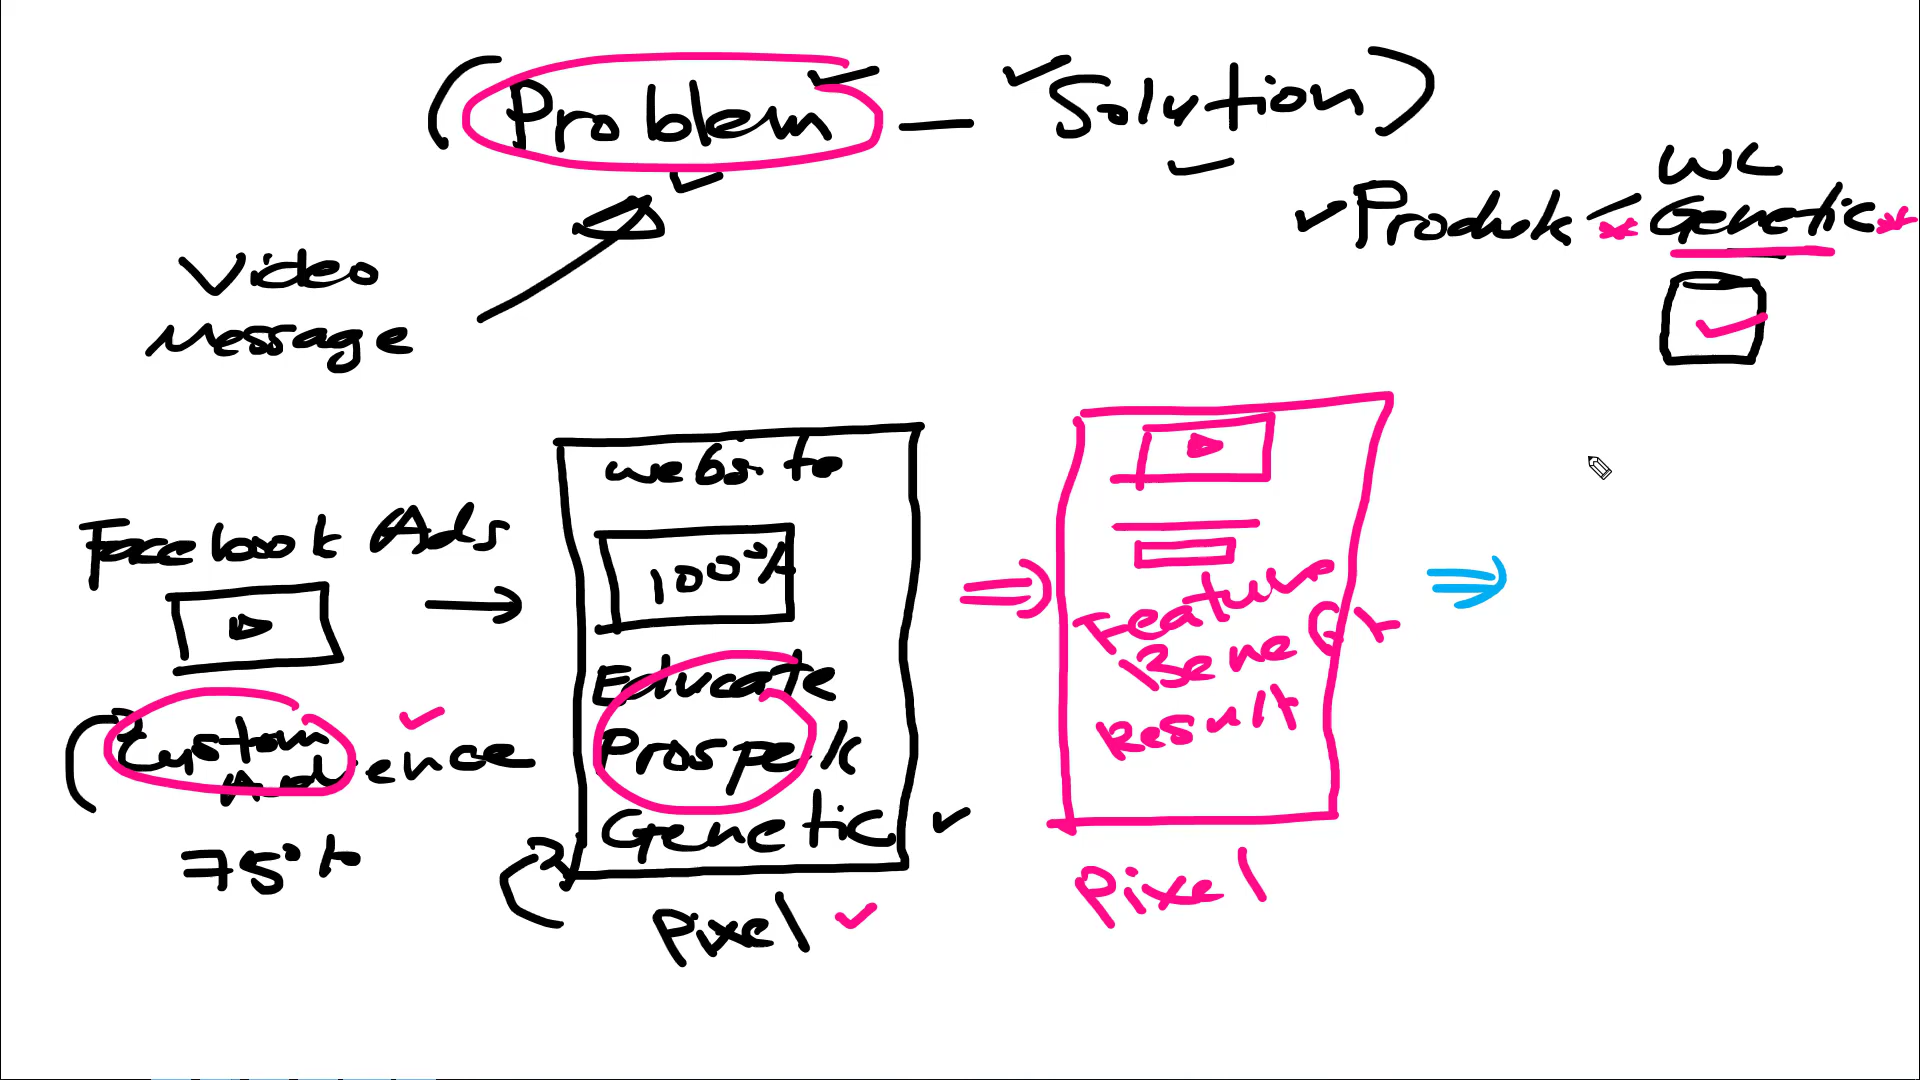 (Problem — Solution)
WL
Produk Genetic
Video
Message
website
100%
Facebook Ads
Feature
Benefit
Result
Educate
Prospek
Genetic
Custom
Audience
75%
Pixel
Pixel